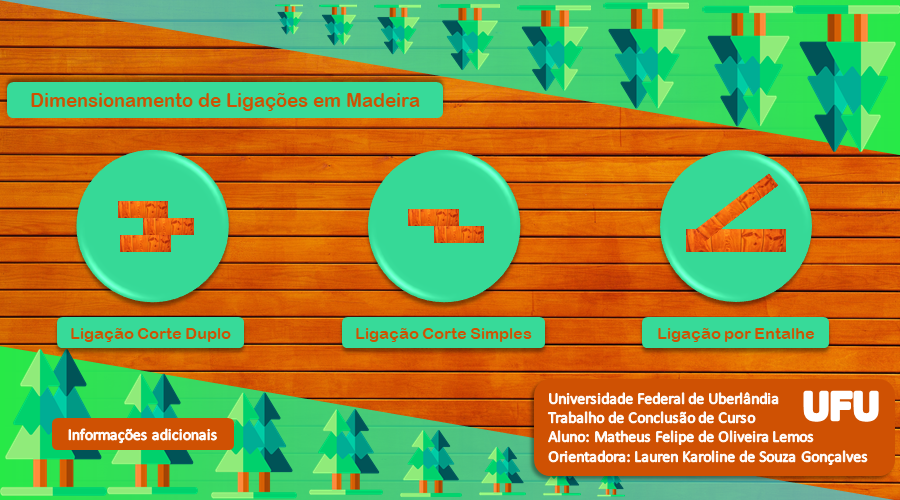 Dimensionamento de Ligações em Madeira
Ligação Corte Duplo
Ligação Corte Simples
Ligação por Entalhe
Informações adicionais
Universidade Federal de Uberlândia
Trabalho de Conclusão de Curso
Aluno: Matheus Felipe de Oliveira Lemos
Orientadora: Lauren Karoline de Souza Gonçalves
UFU